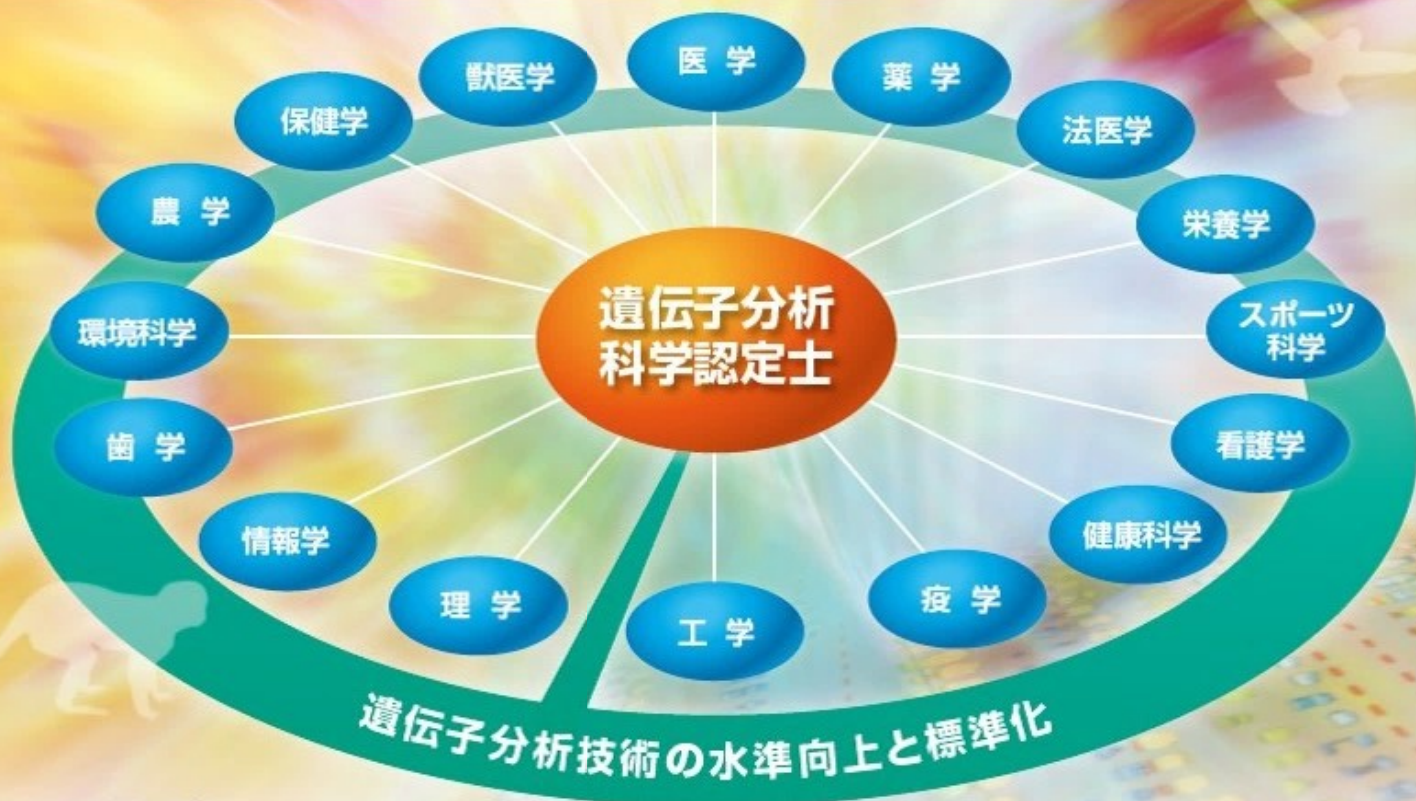 医 学
獣医学
薬 学
保健学
法医学
農 学
栄養学
遺伝子分析
科学認定士
環境科学
スポーツ
科学
歯 学
看護学
情報学
健康科学
理 学
疫 学
工 学
遺伝子分析技術の水準向上と標準化